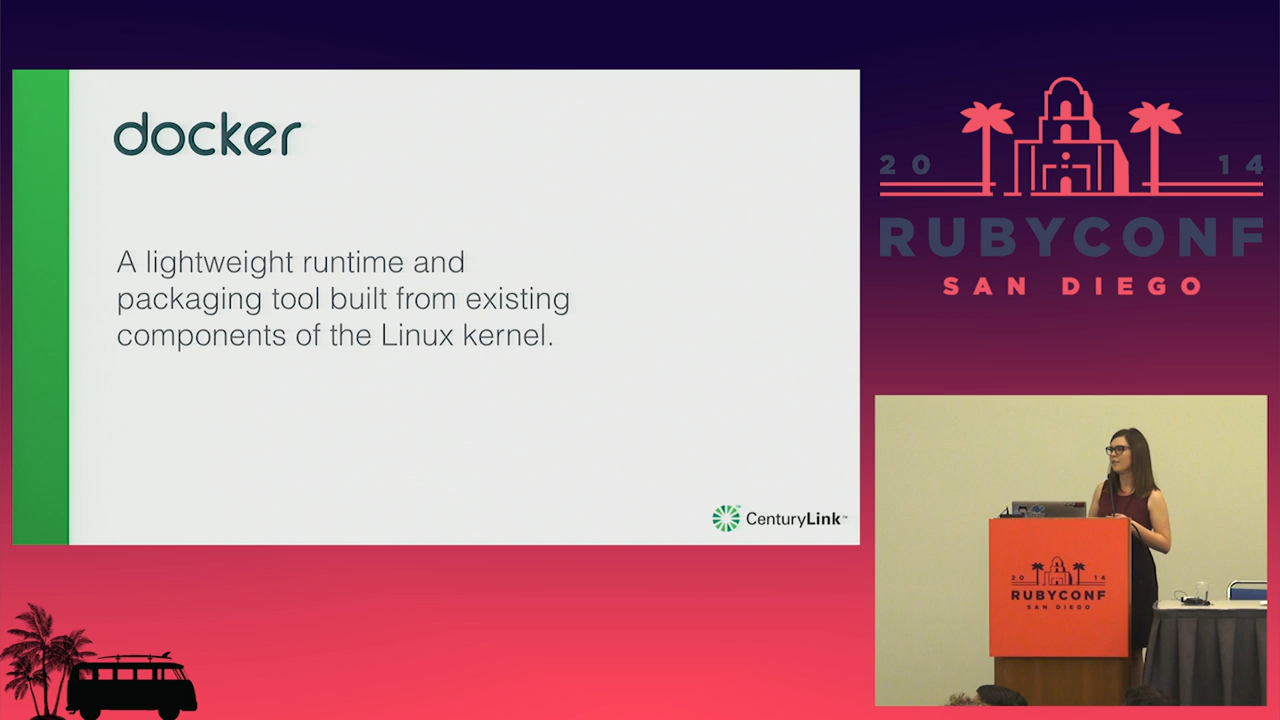 docker
A lightweight runtime and
packaging tool built from existing
components of the Linux kernel.
CenturyLink™
20 14
RUBYCONF
SAN DIEGO
20 14
RUBYCONF
SAN DIEGO